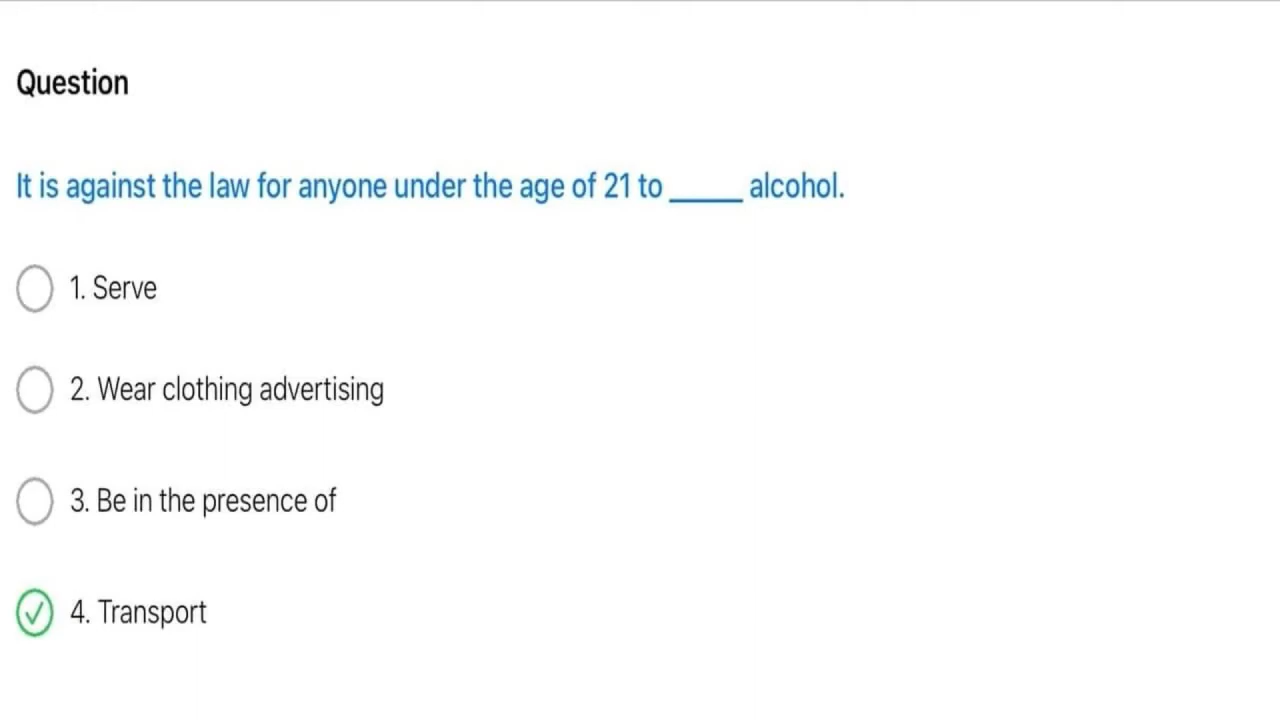 Question
It is against the law for anyone under the age of 21 to _____ alcohol.
1. Serve
2. Wear clothing advertising
3. Be in the presence of
4. Transport